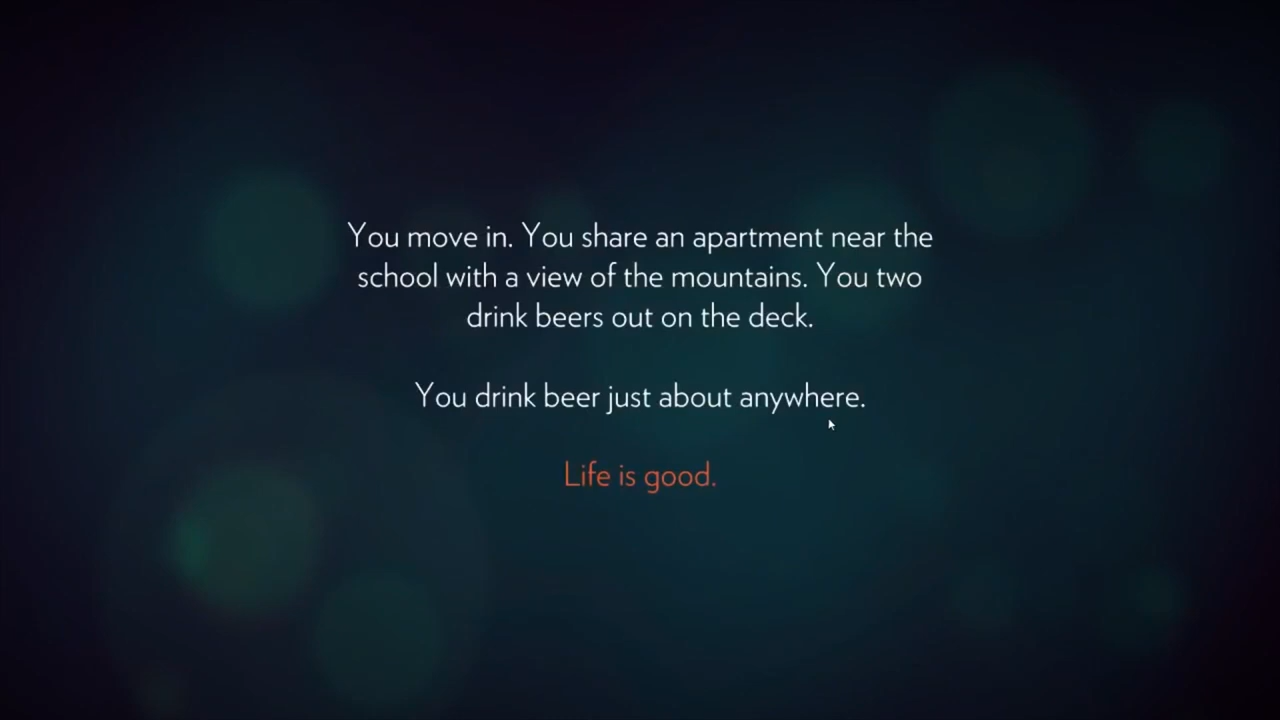 You move in. You share an apartment near the
school with a view of the mountains. You two
drink beers out on the deck.
You drink beer just about anywhere.
Life is good.